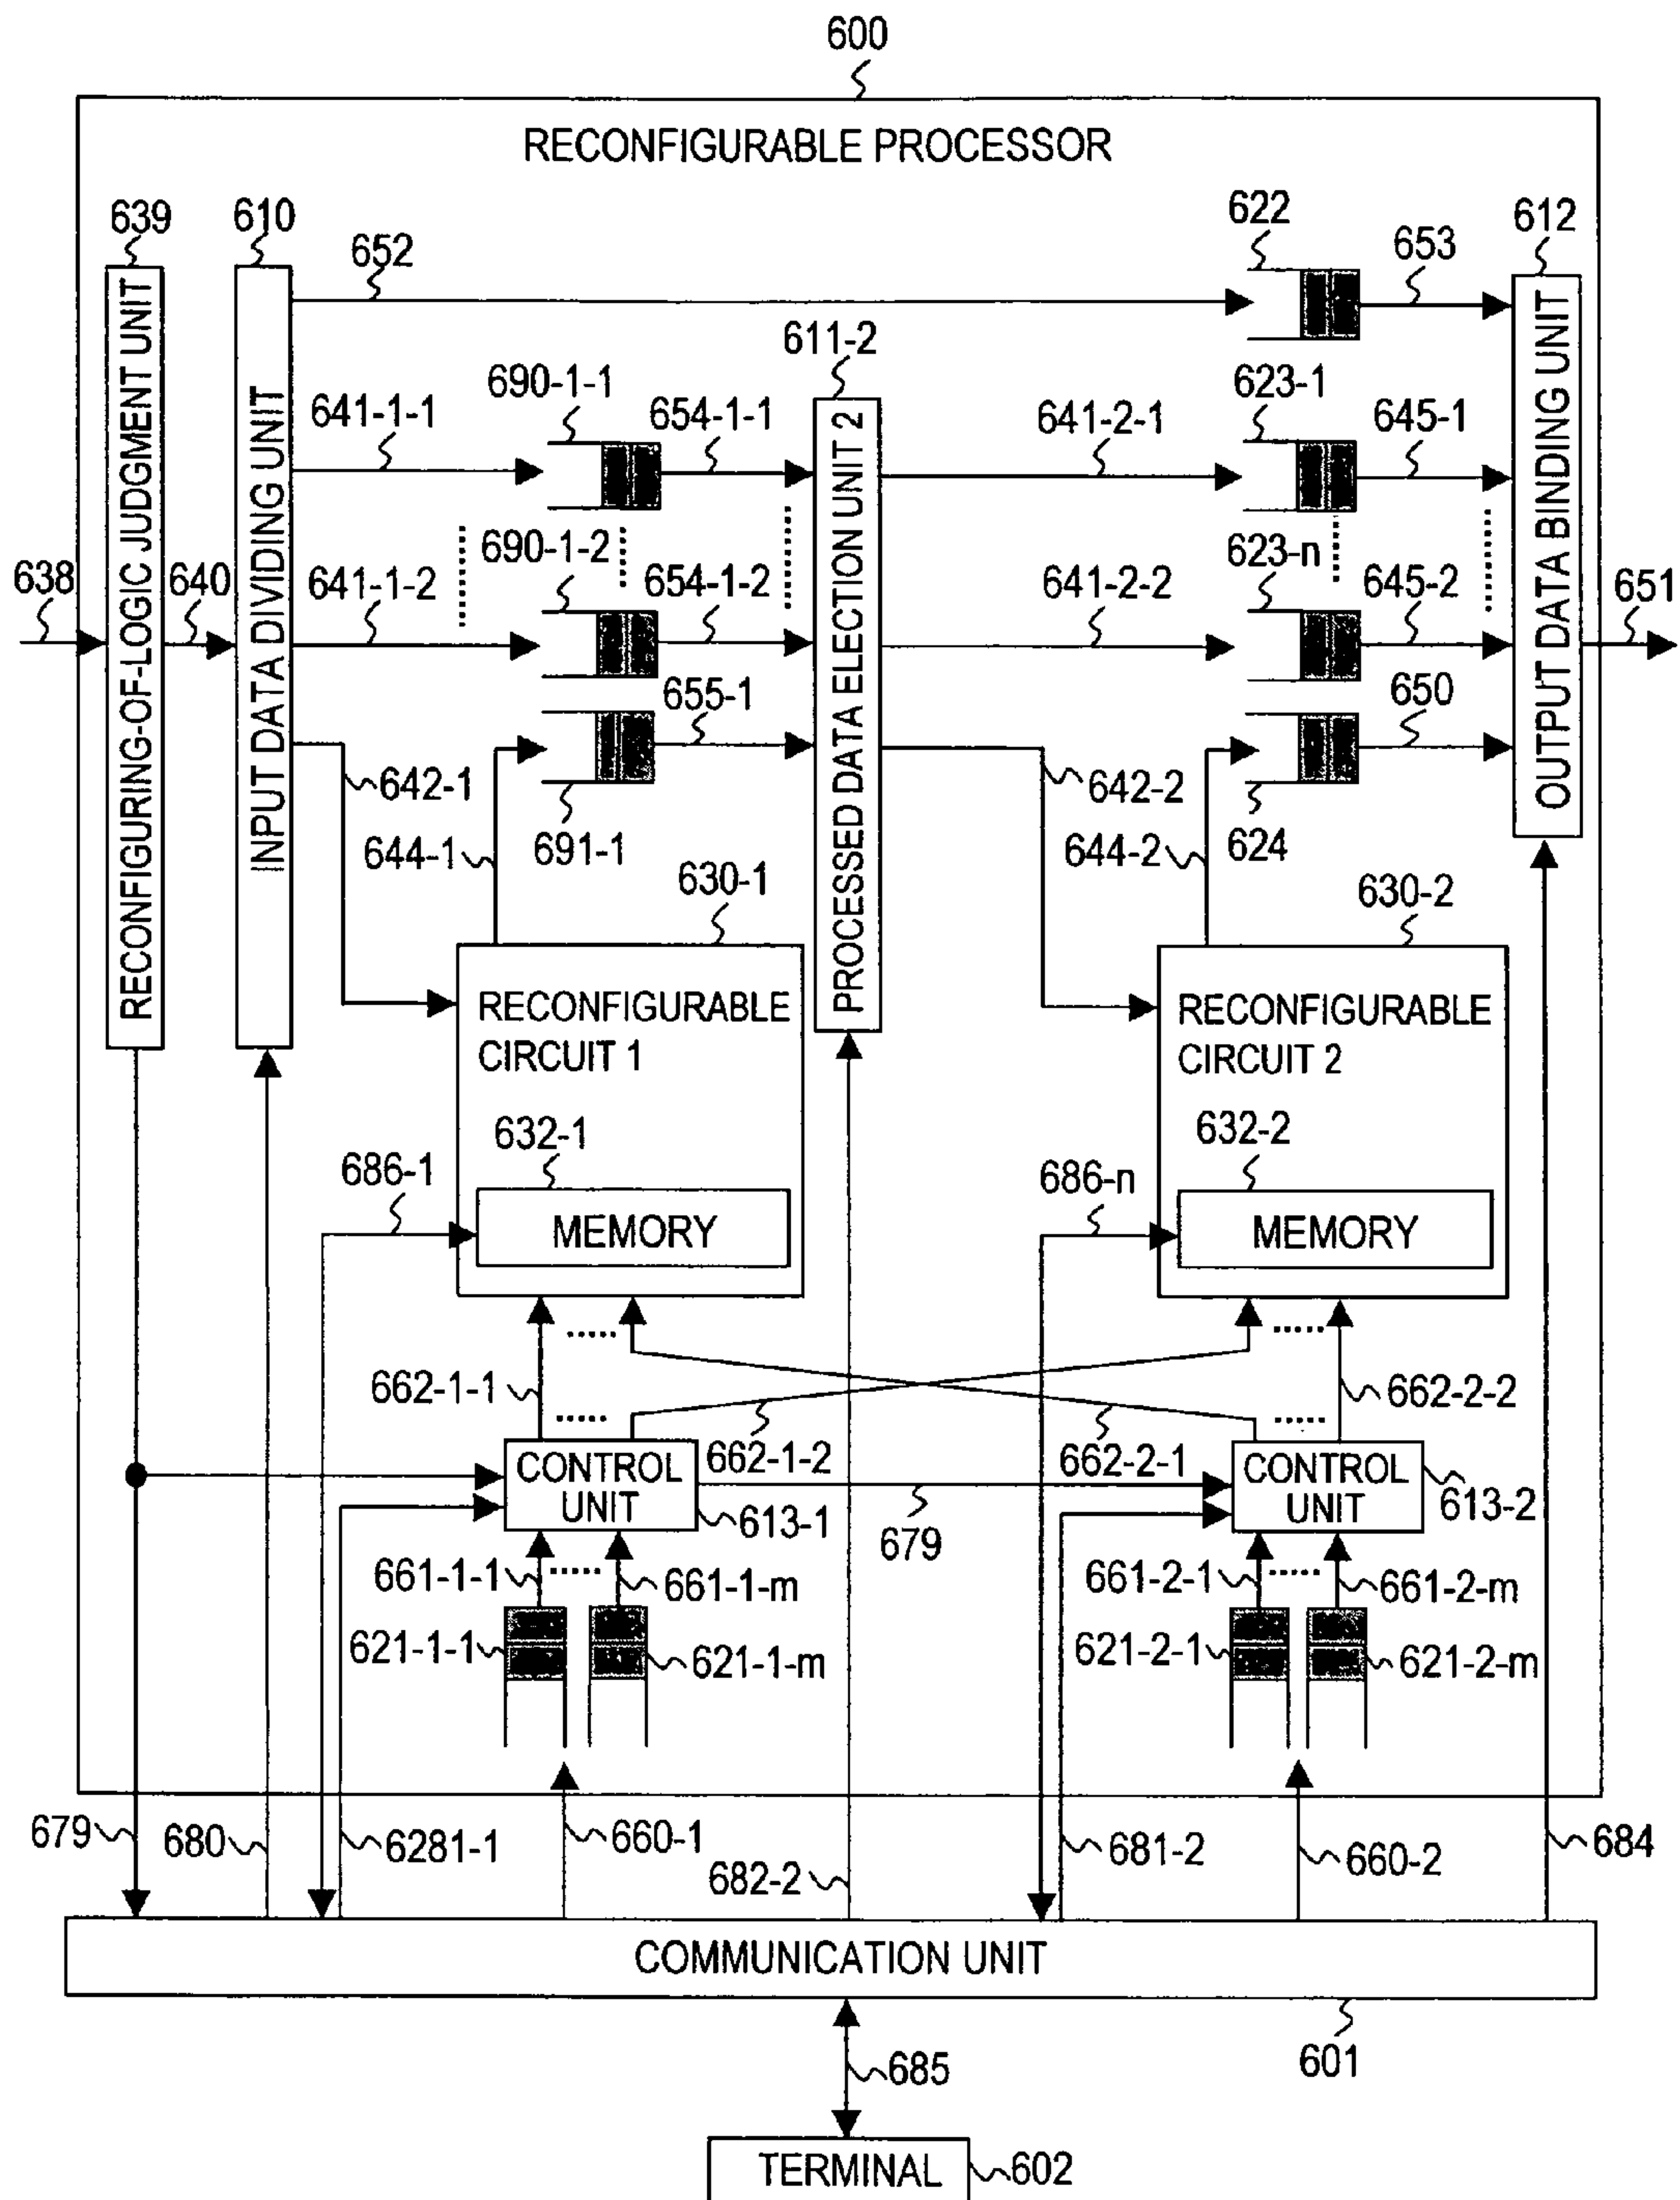 600
RECONFIGURABLE PROCESSOR
639
610
652
622
653
612
RECONFIGURING-OF-LOGIC JUDGMENT UNIT
INPUT DATA DIVIDING UNIT
611-2
PROCESSED DATA ELECTION UNIT 2
OUTPUT DATA BINDING UNIT
641-1-1
690-1-1
654-1-1
641-2-1
623-1
645-1
638
640
641-1-2
690-1-2
654-1-2
641-2-2
623-n
645-2
651
655-1
650
642-1
691-1
642-2
624
644-1
644-2
630-1
630-2
RECONFIGURABLE
CIRCUIT 1
RECONFIGURABLE
CIRCUIT 2
632-1
632-2
686-1
686-n
MEMORY
MEMORY
662-1-1
662-1-2
662-2-1
662-2-2
CONTROL
UNIT
613-1
679
CONTROL
UNIT
613-2
661-1-1
661-1-m
661-2-1
661-2-m
621-1-1
621-1-m
621-2-1
621-2-m
679
680
6281-1
660-1
682-2
681-2
660-2
684
COMMUNICATION UNIT
601
685
TERMINAL
602